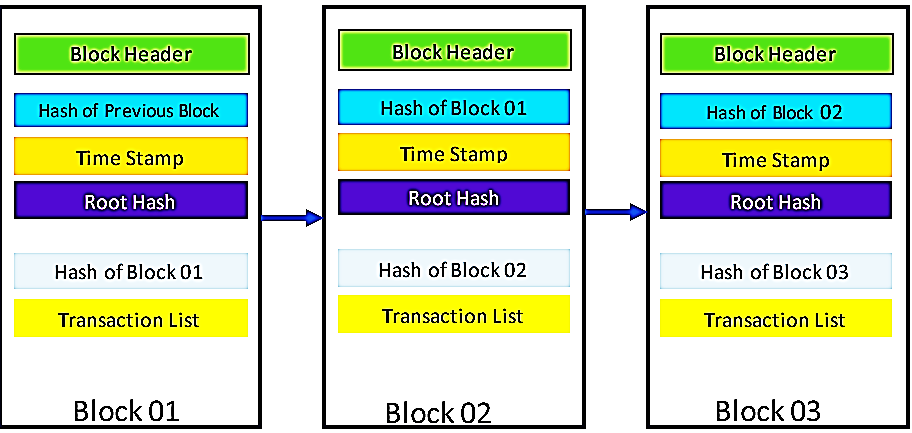 Block Header
Hash of Previous Block
Time Stamp
Root Hash
Hash of Block 01
Transaction List
Block 01
Block Header
Hash of Block 01
Time Stamp
Root Hash
Hash of Block 02
Transaction List
Block 02
Block Header
Hash of Block 02
Time Stamp
Root Hash
Hash of Block 03
Transaction List
Block 03